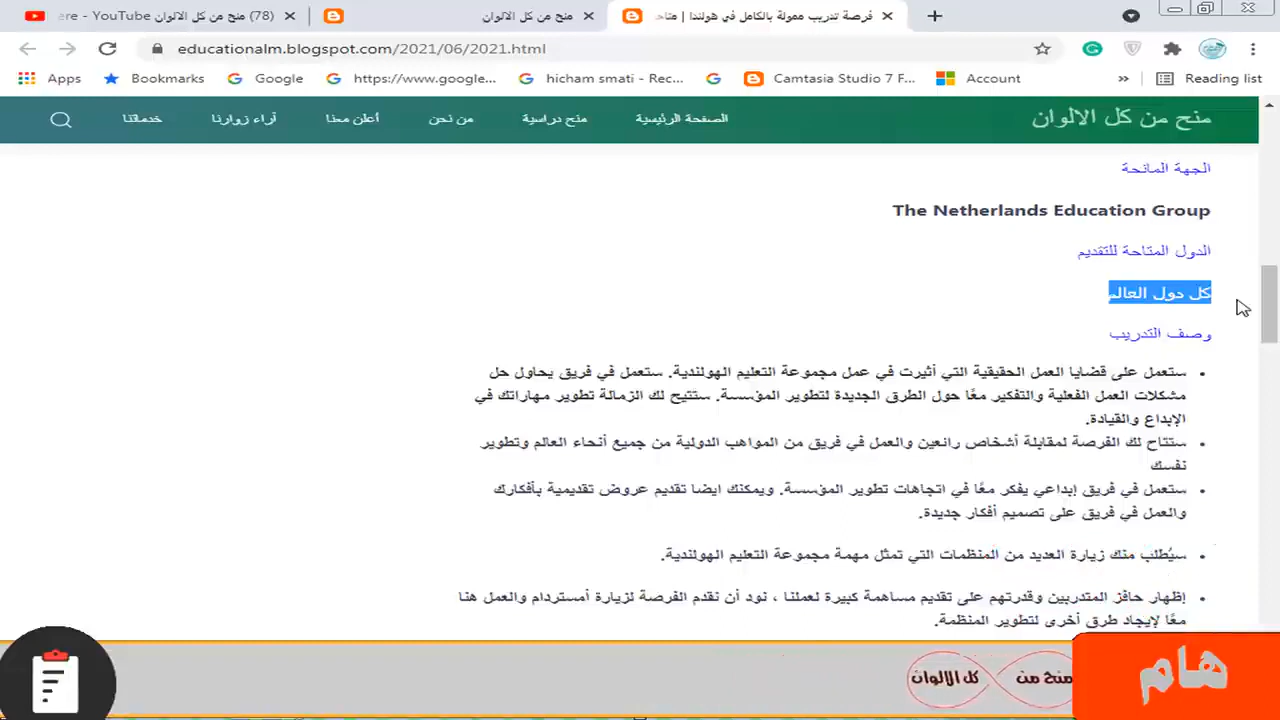 ere - YouTube منح من كل الالوان (78)
منح من كل الالوان
فرصة تدريب ممولة بالكامل في هولندا | متاح
educationalm.blogspot.com/2021/06/2021.html
Apps Bookmarks Google https://www.google... hicham smati - Rec... Camtasia Studio 7 F... Account » Reading list
منح من كل الالوان
الصفحة الرئيسية منح دراسية من نحن أعلن معنا آراء زوارنا خدماتنا
الجهة المانحة
The Netherlands Education Group
الدول المتاحة للتقديم
كل دول العالم
وصف التدريب
ستعمل على قضايا العمل الحقيقية التي أثيرت في عمل مجموعة التعليم الهولندية. ستعمل في فريق يحاول حل
مشكلات العمل الفعلية والتفكير معًا حول الطرق الجديدة لتطوير المؤسسة. ستتيح لك الزمالة تطوير مهاراتك في
الإبداع والقيادة.
ستتاح لك الفرصة لمقابلة أشخاص رائعين والعمل في فريق من المواهب الدولية من جميع أنحاء العالم وتطوير
نفسك
ستعمل في فريق إبداعي يفكر معًا في اتجاهات تطوير المؤسسة. ويمكنك ايضا تقديم عروض تقديمية بأفكارك
والعمل في فريق على تصميم أفكار جديدة.
سيُطلب منك زيارة العديد من المنظمات التي تمثل مهمة مجموعة التعليم الهولندية.
إظهار حافز المتدربين وقدرتهم على تقديم مساهمة كبيرة لعملنا ، نود أن نقدم الفرصة لزيارة أمستردام والعمل هنا
معًا لإيجاد طرق أخرى لتطوير المنظمة.
هام
منح من كل الالوان